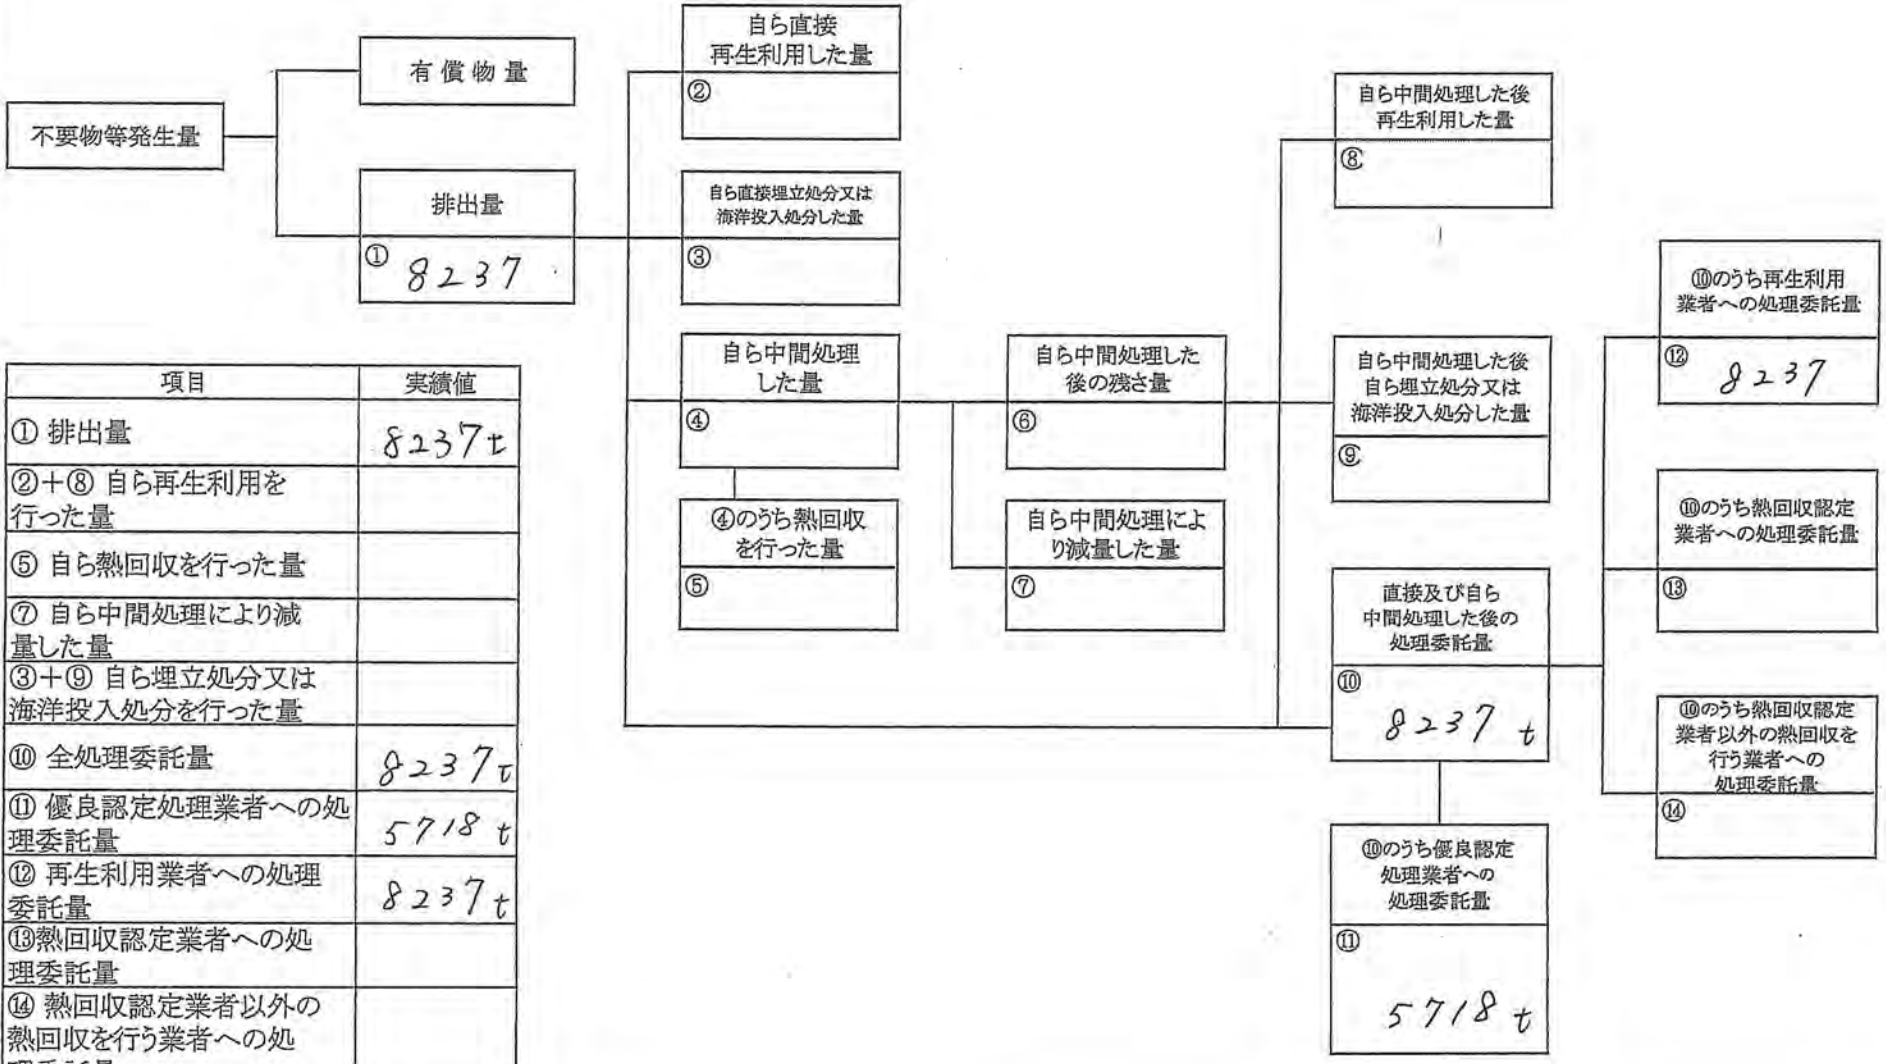 不要物等発生量
有償物量
排出量
① 8237
自ら直接
再生利用した量
②
自ら直接埋立処分又は
海洋投入処分した量
③
自ら中間処理
した量
④
④のうち熱回収
を行った量
⑤
自ら中間処理した
後の残さ量
⑥
自ら中間処理によ
り減量した量
⑦
自ら中間処理した後
再生利用した量
⑧
自ら中間処理した後
自ら埋立処分又は
海洋投入処分した量
⑨
直接及び自ら
中間処理した後の
処理委託量
⑩
8237 t
⑩のうち優良認定
処理業者への
処理委託量
⑪
5718 t
⑩のうち再生利用
業者への処理委託量
⑫
8237
⑩のうち熱回収認定
業者への処理委託量
⑬
⑩のうち熱回収認定
業者以外の熱回収を
行う業者への
処理委託量
⑭
項目 実績値
① 排出量 8237t
②+⑧ 自ら再生利用を
行った量
⑤ 自ら熱回収を行った量
⑦ 自ら中間処理により減
量した量
③+⑨ 自ら埋立処分又は
海洋投入処分を行った量
⑩ 全処理委託量 8237t
⑪ 優良認定処理業者への処
理委託量 5718 t
⑫ 再生利用業者への処理
委託量 8237 t
⑬熱回収認定業者への処
理委託量
⑭ 熱回収認定業者以外の
熱回収を行う業者への処